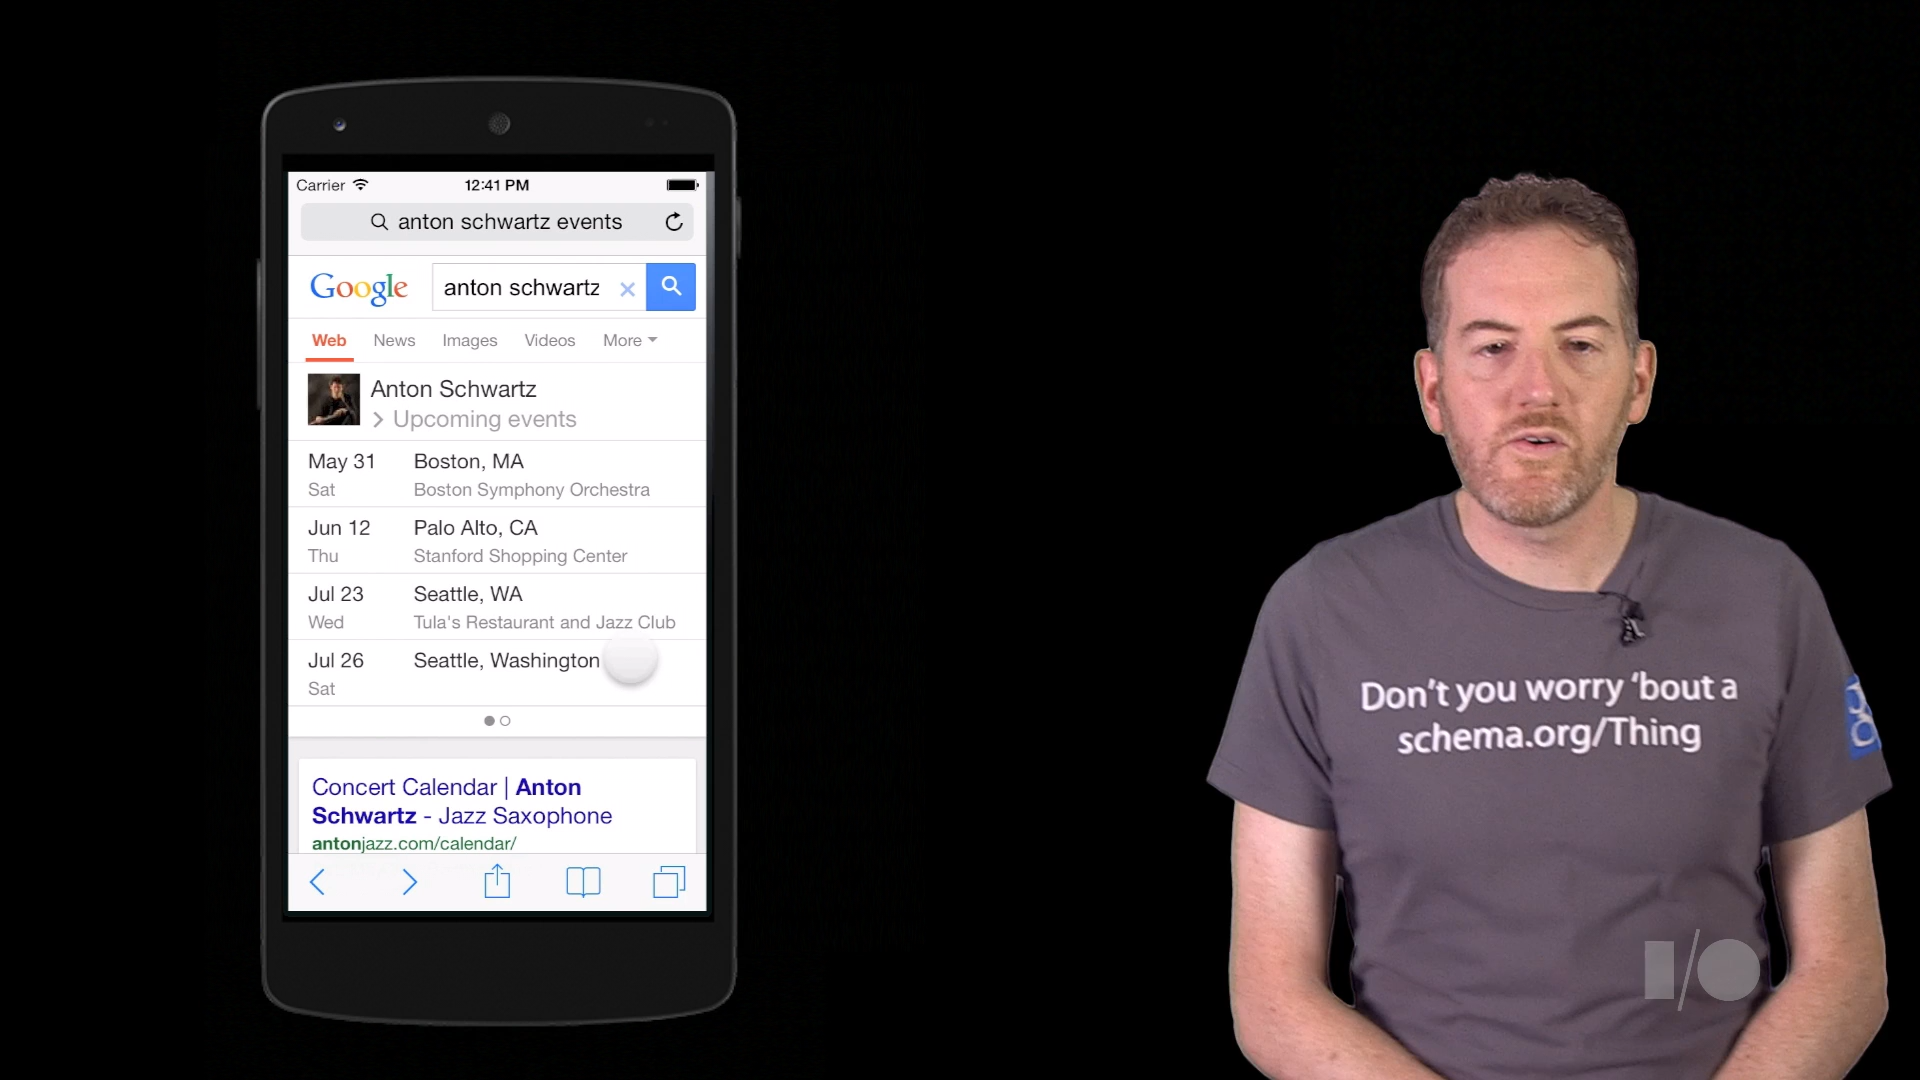 Carrier
12:41 PM
anton schwartz events
Google
anton schwartz
Web News Images Videos More
Anton Schwartz
Upcoming events
May 31 Boston, MA
Sat Boston Symphony Orchestra
Jun 12 Palo Alto, CA
Thu Stanford Shopping Center
Jul 23 Seattle, WA
Wed Tula's Restaurant and Jazz Club
Jul 26 Seattle, Washington
Sat
Concert Calendar | Anton
Schwartz - Jazz Saxophone
antonjazz.com/calendar/
Don't you worry 'bout a
schema.org/Thing
I/O